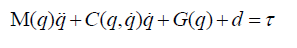 M(q)q̈ + C(q,q̇)q̇ + G(q) + d = τ